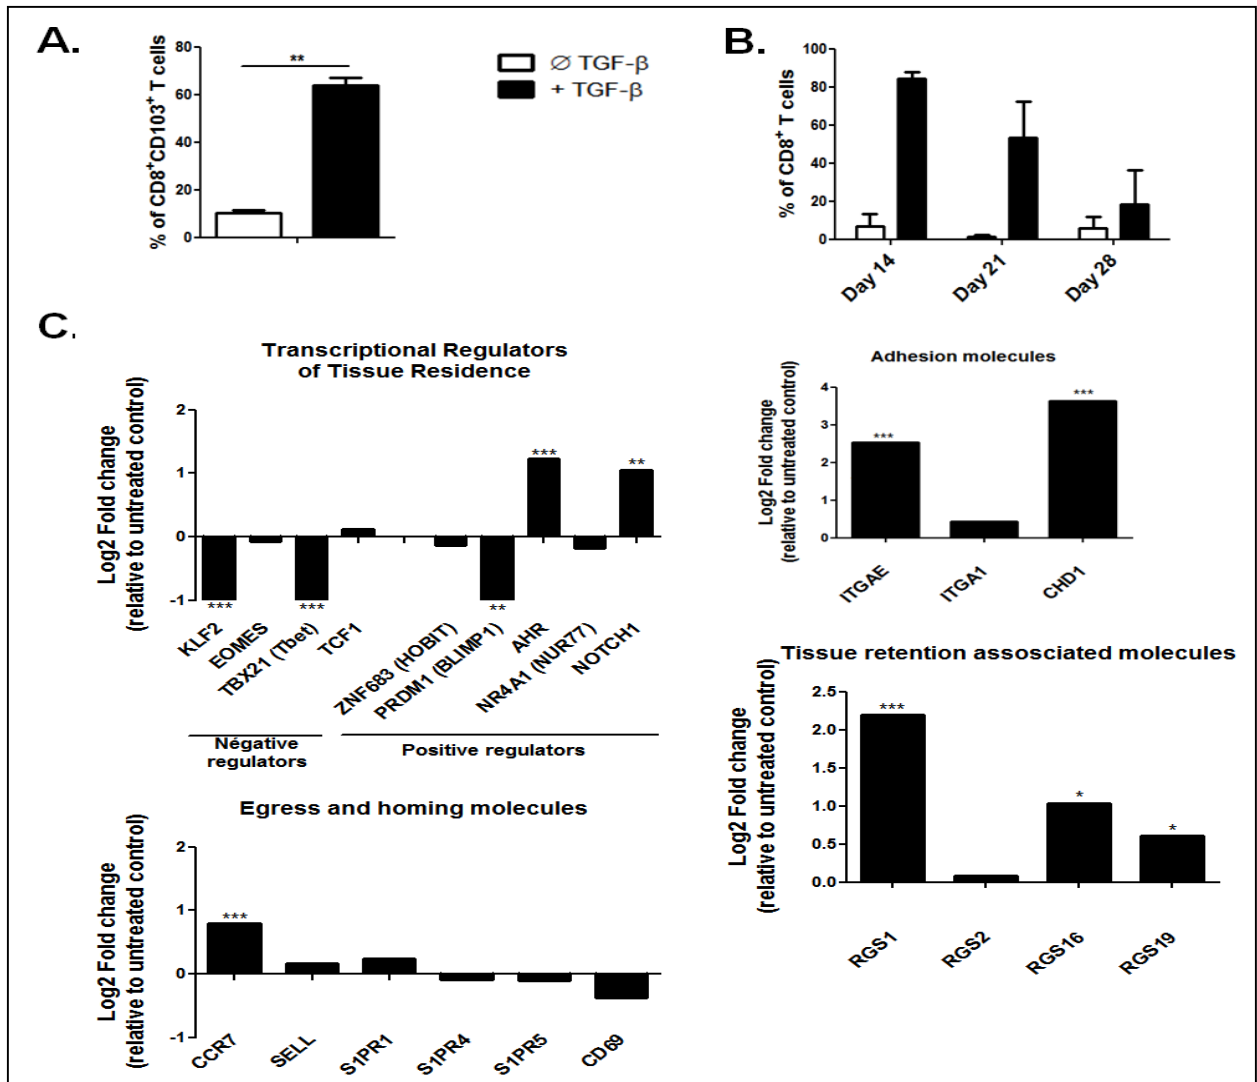 A.
% of CD8+CD103+ T cells
80
60
40
20
0
**
∅ TGF-β
+ TGF-β
B.
% of CD8+ T cells
100
80
60
40
20
0
Day 14
Day 21
Day 28
C.
Transcriptional Regulators
of Tissue Residence
Log2 Fold change
(relative to untreated control)
2
1
0
-1
***
***
**
***
**
KLF2
EOMES
TBX21 (Tbet)
TCF1
ZNF683 (HOBIT)
PRDM1 (BLIMP1)
AHR
NR4A1 (NUR77)
NOTCH1
Négative
regulators
Positive regulators
Adhesion molecules
Log2 Fold change
(relative to untreated control)
4
3
2
1
0
***
***
ITGAE
ITGA1
CHD1
Tissue retention assosciated molecules
Log2 Fold change
(relative to untreated control)
2.5
2.0
1.5
1.0
0.5
0.0
***
*
*
RGS1
RGS2
RGS16
RGS19
Egress and homing molecules
Log2 Fold change
(relative to untreated control)
2
1
0
-1
***
CCR7
SELL
S1PR1
S1PR4
S1PR5
CD69